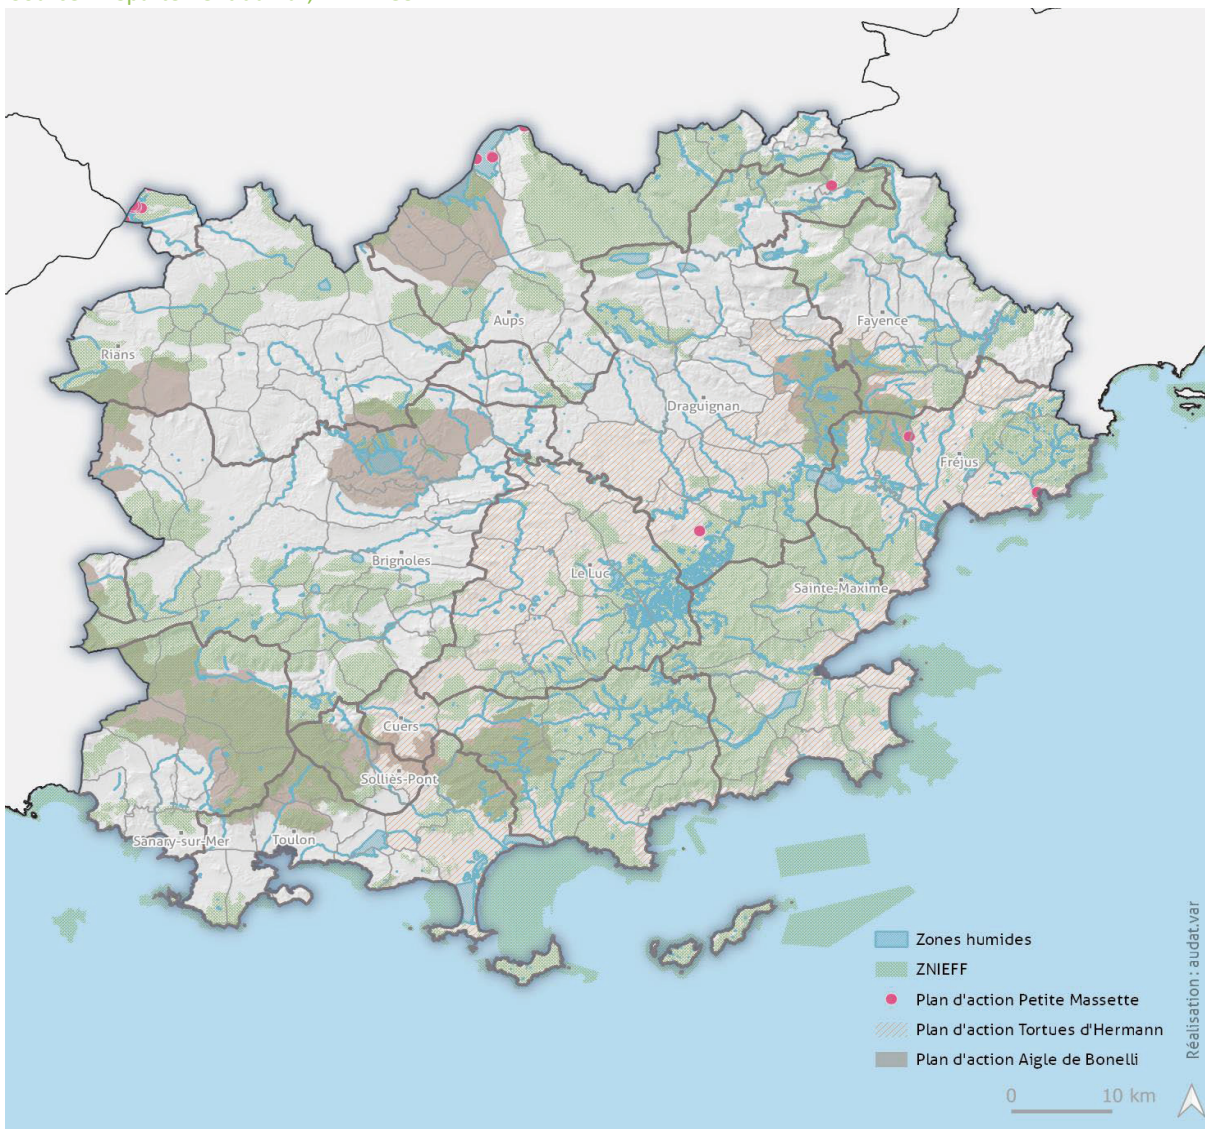 Aups
Fayence
Rians
Draguignan
Fréjus
Brignoles
Le Luc
Sainte-Maxime
Cuers
Solliès-Pont
Sanary-sur-Mer
Toulon
Zones humides
ZNIEFF
Plan d'action Petite Massette
Plan d'action Tortues d'Hermann
Plan d'action Aigle de Bonelli
0 10 km
Réalisation : audat.var